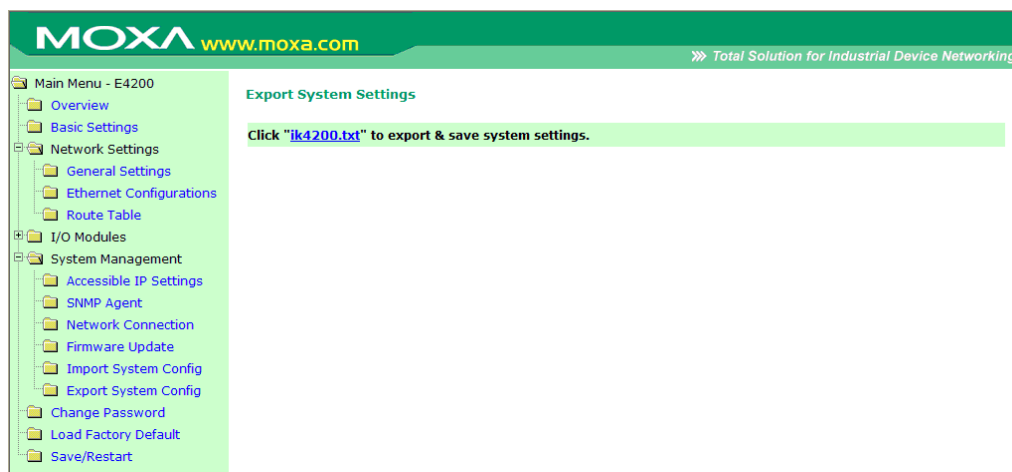 MOXA www.moxa.com
Total Solution for Industrial Device Networking
Main Menu - E4200
Overview
Basic Settings
Network Settings
General Settings
Ethernet Configurations
Route Table
I/O Modules
System Management
Accessible IP Settings
SNMP Agent
Network Connection
Firmware Update
Import System Config
Export System Config
Change Password
Load Factory Default
Save/Restart
Export System Settings
Click "ik4200.txt" to export & save system settings.